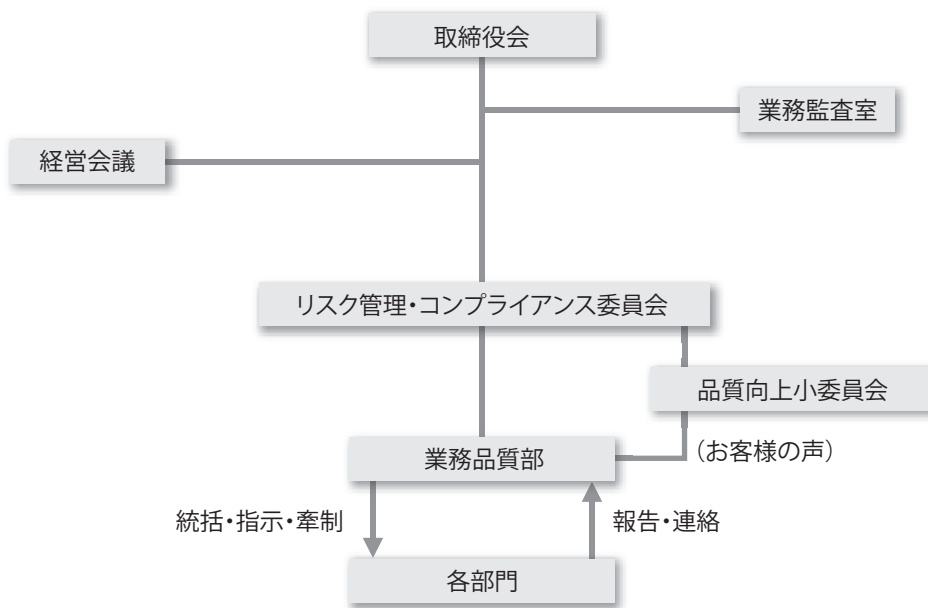 取締役会
業務監査室
経営会議
リスク管理・コンプライアンス委員会
品質向上小委員会
業務品質部
(お客様の声)
統括・指示・牽制
報告・連絡
各部門